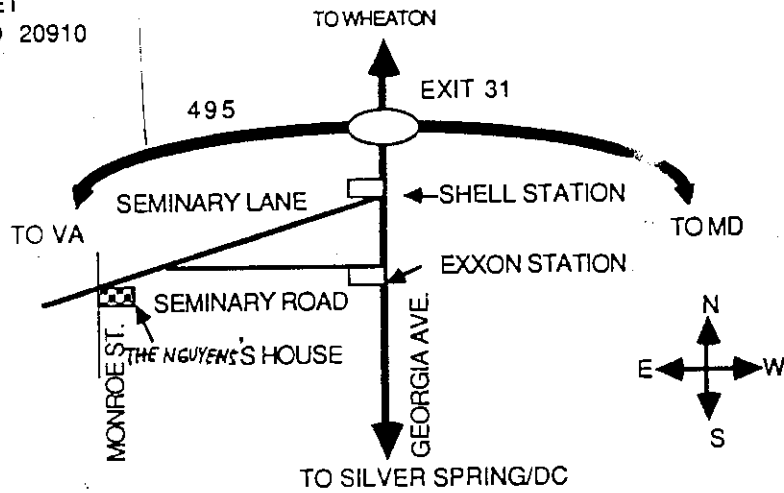 20910
TO WHEATON
EXIT 31
495
SEMINARY LANE
SHELL STATION
TO VA
TO MD
EXXON STATION
SEMINARY ROAD
THE NGUYENS'S HOUSE
MONROE ST.
GEORGIA AVE.
N
E W
S
TO SILVER SPRING/DC